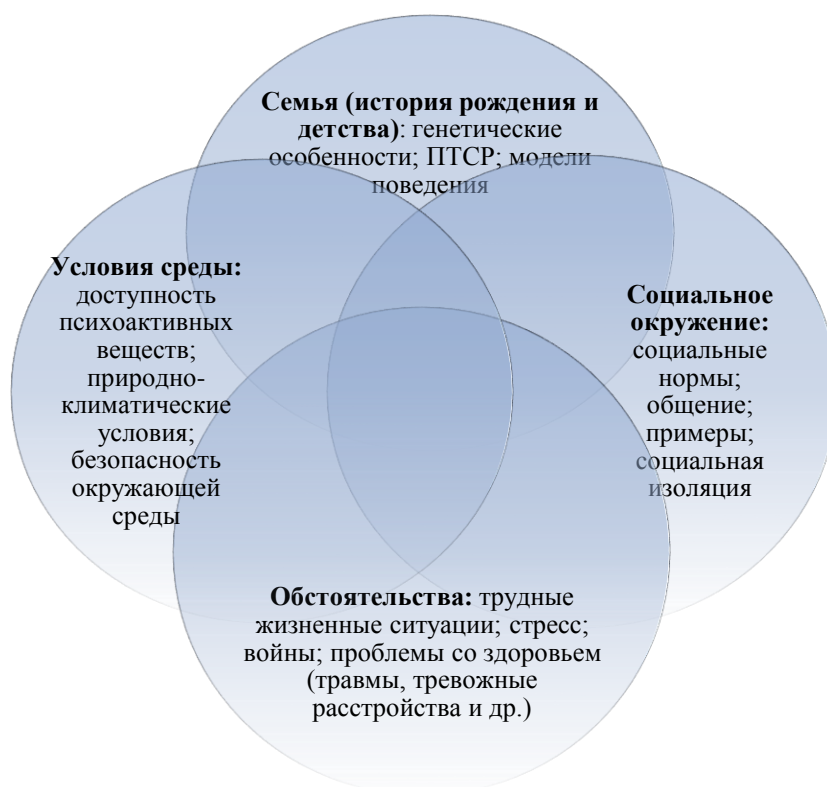 Семья (история рождения и
детства): генетические
особенности; ПТСР; модели
поведения
Условия среды:
доступность
психоактивных
веществ;
природно-
климатические
условия;
безопасность
окружающей
среды
Социальное
окружение:
социальные
нормы;
общение;
примеры;
социальная
изоляция
Обстоятельства: трудные
жизненные ситуации; стресс;
войны; проблемы со здоровьем
(травмы, тревожные
расстройства и др.)